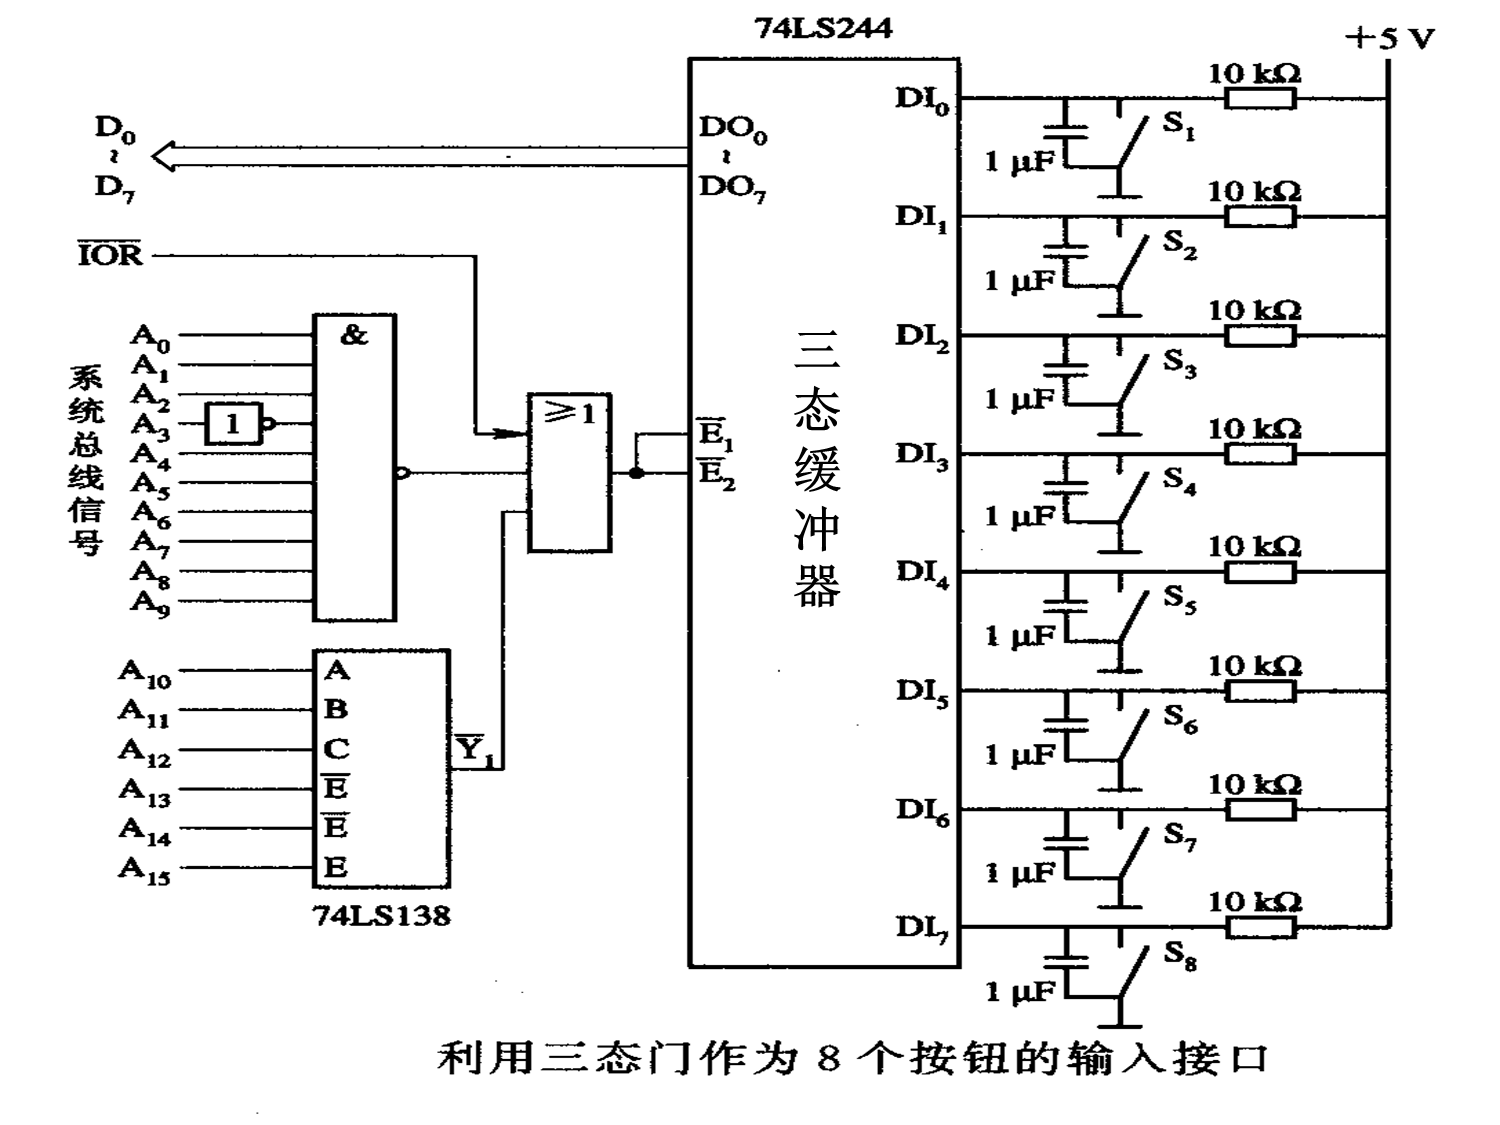 74LS244
+5 V
D₀
~
D₇
DO₀
~
DO₇
IOR
系统总线信号
A₀
A₁
A₂
A₃
A₄
A₅
A₆
A₇
A₈
A₉
&
1
≥1
E₁
E₂
三态缓冲器
A₁₀
A₁₁
A₁₂
A₁₃
A₁₄
A₁₅
A
B
C
E
E
E
Y₁
74LS138
DI₀
1 μF
S₁
10 kΩ
DI₁
1 μF
S₂
10 kΩ
DI₂
1 μF
S₃
10 kΩ
DI₃
1 μF
S₄
10 kΩ
DI₄
1 μF
S₅
10 kΩ
DI₅
1 μF
S₆
10 kΩ
DI₆
1 μF
S₇
10 kΩ
DI₇
1 μF
S₈
10 kΩ
利用三态门作为 8 个按钮的输入接口